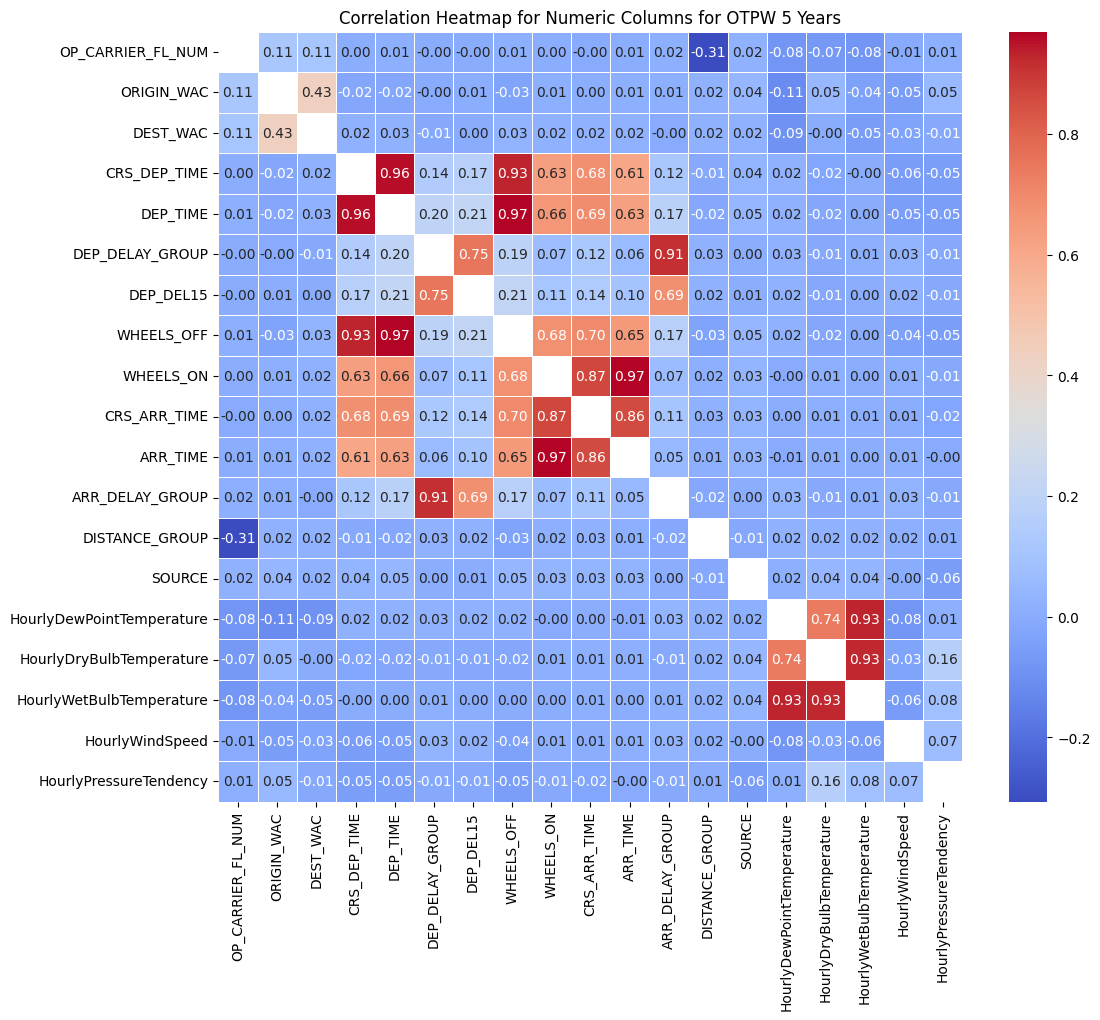 Correlation Heatmap for Numeric Columns for OTPW 5 Years
OP_CARRIER_FL_NUM 0.11 0.11 0.00 0.01 -0.00 -0.00 0.01 0.00 -0.00 0.01 0.02 -0.31 0.02 -0.08 -0.07 -0.08 -0.01 0.01
ORIGIN_WAC 0.11 0.43 -0.02 -0.02 -0.00 0.01 -0.03 0.01 0.00 0.01 0.01 0.02 0.04 -0.11 0.05 -0.04 -0.05 0.05
DEST_WAC 0.11 0.43 0.02 0.03 -0.01 0.00 0.03 0.02 0.02 0.02 -0.00 0.02 0.02 -0.09 -0.00 -0.05 -0.03 -0.01
CRS_DEP_TIME 0.00 -0.02 0.02 0.96 0.14 0.17 0.93 0.63 0.68 0.61 0.12 -0.01 0.04 0.02 -0.02 -0.00 -0.06 -0.05
DEP_TIME 0.01 -0.02 0.03 0.96 0.20 0.21 0.97 0.66 0.69 0.63 0.17 -0.02 0.05 0.02 -0.02 0.00 -0.05 -0.05
DEP_DELAY_GROUP -0.00 -0.00 -0.01 0.14 0.20 0.75 0.19 0.07 0.12 0.06 0.91 0.03 0.00 0.03 -0.01 0.01 0.03 -0.01
DEP_DEL15 -0.00 0.01 0.00 0.17 0.21 0.75 0.21 0.11 0.14 0.10 0.69 0.02 0.01 0.02 -0.01 0.00 0.02 -0.01
WHEELS_OFF 0.01 -0.03 0.03 0.93 0.97 0.19 0.21 0.68 0.70 0.65 0.17 -0.03 0.05 0.02 -0.02 0.00 -0.04 -0.05
WHEELS_ON 0.00 0.01 0.02 0.63 0.66 0.07 0.11 0.68 0.87 0.97 0.07 0.02 0.03 -0.00 0.01 0.00 0.01 -0.01
CRS_ARR_TIME -0.00 0.00 0.02 0.68 0.69 0.12 0.14 0.70 0.87 0.86 0.11 0.03 0.03 0.00 0.01 0.01 0.01 -0.02
ARR_TIME 0.01 0.01 0.02 0.61 0.63 0.06 0.10 0.65 0.97 0.86 0.05 0.01 0.03 -0.01 0.01 0.00 0.01 -0.00
ARR_DELAY_GROUP 0.02 0.01 -0.00 0.12 0.17 0.91 0.69 0.17 0.07 0.11 0.05 -0.02 0.00 0.03 -0.01 0.01 0.03 -0.01
DISTANCE_GROUP -0.31 0.02 0.02 -0.01 -0.02 0.03 0.02 -0.03 0.02 0.03 0.01 -0.02 -0.01 0.02 0.02 0.02 0.02 0.01
SOURCE 0.02 0.04 0.02 0.04 0.05 0.00 0.01 0.05 0.03 0.03 0.03 0.00 -0.01 0.02 0.04 0.04 -0.00 -0.06
HourlyDewPointTemperature -0.08 -0.11 -0.09 0.02 0.02 0.03 0.02 0.02 -0.00 0.00 -0.01 0.03 0.02 0.02 0.74 0.93 -0.08 0.01
HourlyDryBulbTemperature -0.07 0.05 -0.00 -0.02 -0.02 -0.01 -0.01 -0.02 0.01 0.01 0.01 -0.01 0.02 0.04 0.74 0.93 -0.03 0.16
HourlyWetBulbTemperature -0.08 -0.04 -0.05 -0.00 0.00 0.01 0.00 0.00 0.00 0.01 0.00 0.01 0.02 0.04 0.93 0.93 -0.06 0.08
HourlyWindSpeed -0.01 -0.05 -0.03 -0.06 -0.05 0.03 0.02 -0.04 0.01 0.01 0.01 0.03 0.02 -0.00 -0.08 -0.03 -0.06 0.07
HourlyPressureTendency 0.01 0.05 -0.01 -0.05 -0.05 -0.01 -0.01 -0.05 -0.01 -0.02 -0.00 -0.01 0.01 -0.06 0.01 0.16 0.08 0.07
OP_CARRIER_FL_NUM
ORIGIN_WAC
DEST_WAC
CRS_DEP_TIME
DEP_TIME
DEP_DELAY_GROUP
DEP_DEL15
WHEELS_OFF
WHEELS_ON
CRS_ARR_TIME
ARR_TIME
ARR_DELAY_GROUP
DISTANCE_GROUP
SOURCE
HourlyDewPointTemperature
HourlyDryBulbTemperature
HourlyWetBulbTemperature
HourlyWindSpeed
HourlyPressureTendency
0.8
0.6
0.4
0.2
0.0
−0.2